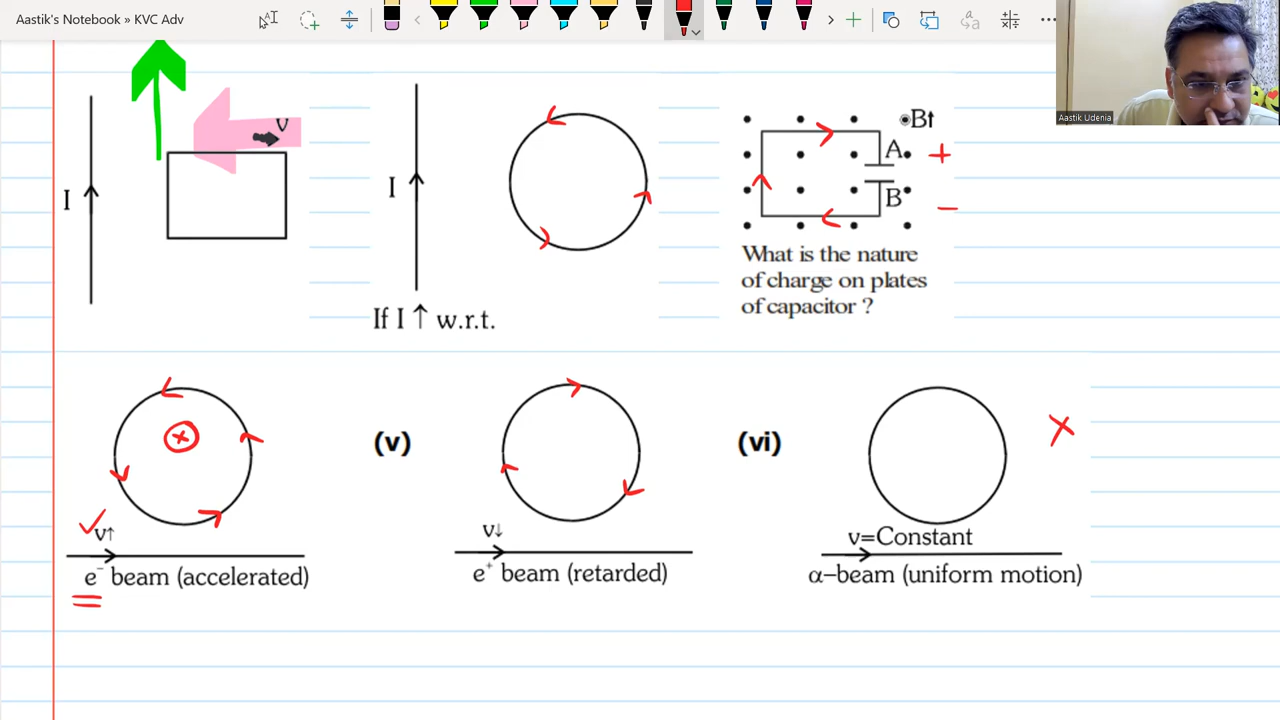 Aastik's Notebook » KVC Adv
Aastik Udenia
v
I
I
If I ↑ w.r.t.
B↑
A
+
B
−
What is the nature
of charge on plates
of capacitor ?
×
v↑
e⁻ beam (accelerated)
(v)
v↓
e⁺ beam (retarded)
(vi)
×
v=Constant
α−beam (uniform motion)